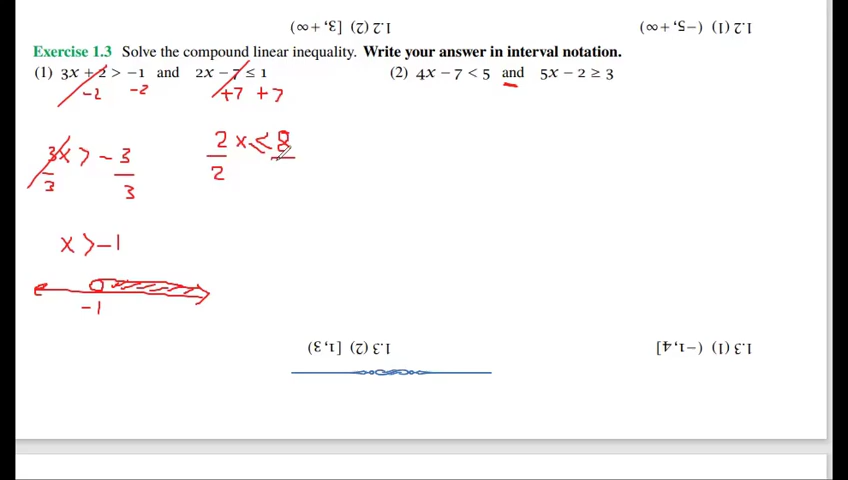 1.2 (2) [3, +∞) 1.2 (1) (−5, +∞)
Exercise 1.3 Solve the compound linear inequality. Write your answer in interval notation.
(1) 3x + 2 > −1 and 2x − 7 ≤ 1 (2) 4x − 7 < 5 and 5x − 2 ≥ 3
−2 −2 +7 +7
3x > −3 2x ≤ 8
3 3 2
x > −1
−1
1.3 (2) [1, 3) 1.3 (1) (−1, 4]